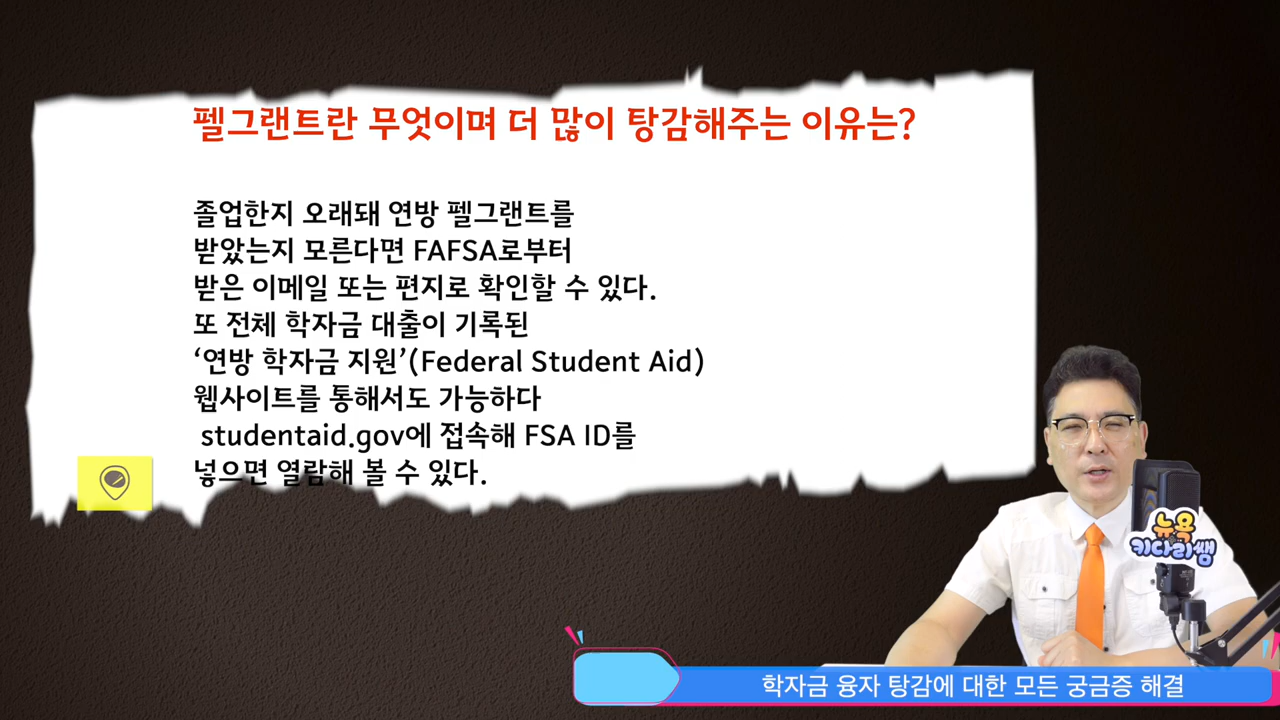 펠그랜트란 무엇이며 더 많이 탕감해주는 이유는?
졸업한지 오래돼 연방 펠그랜트를
받았는지 모른다면 FAFSA로부터
받은 이메일 또는 편지로 확인할 수 있다.
또 전체 학자금 대출이 기록된
‘연방 학자금 지원’(Federal Student Aid)
웹사이트를 통해서도 가능하다
studentaid.gov에 접속해 FSA ID를
넣으면 열람해 볼 수 있다.
뉴욕
키다리쌤
학자금 융자 탕감에 대한 모든 궁금증 해결